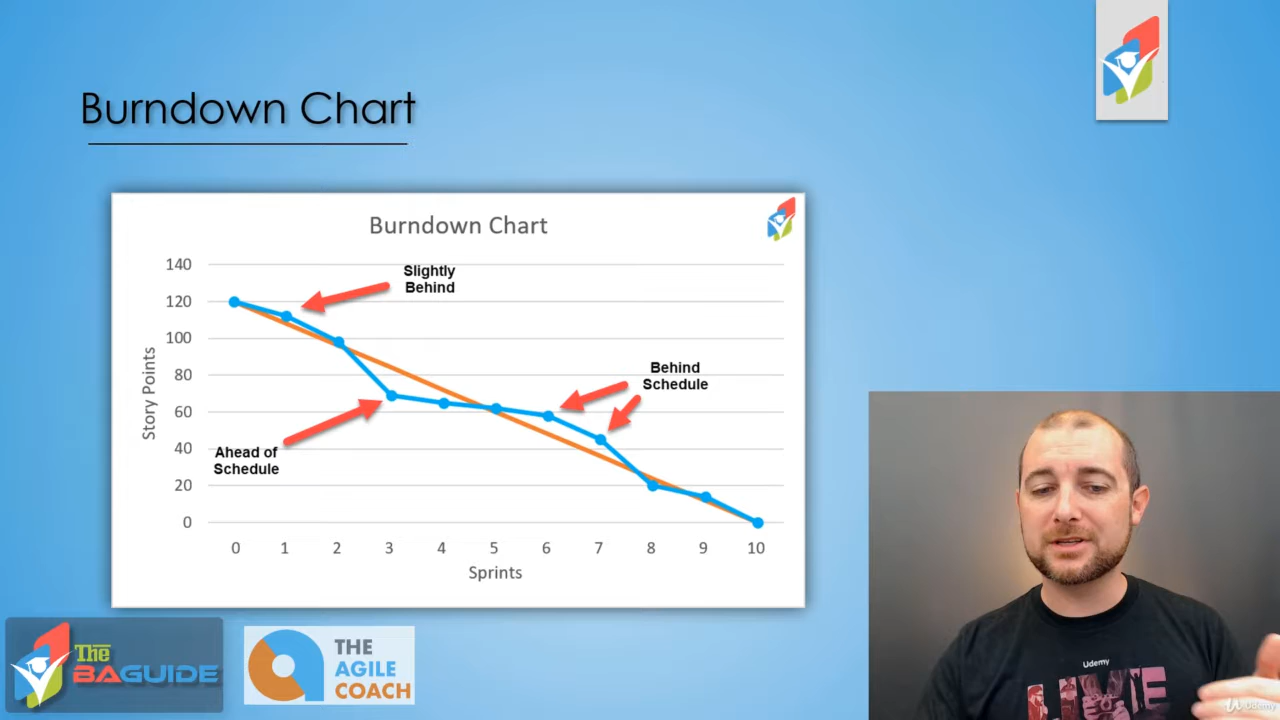 Burndown Chart
Burndown Chart
140
120
100
80
60
40
20
0
Story Points
0 1 2 3 4 5 6 7 8 9 10
Sprints
Slightly
Behind
Behind
Schedule
Ahead of
Schedule
The
BAGUIDE
THE
AGILE
COACH
Udemy
Udemy